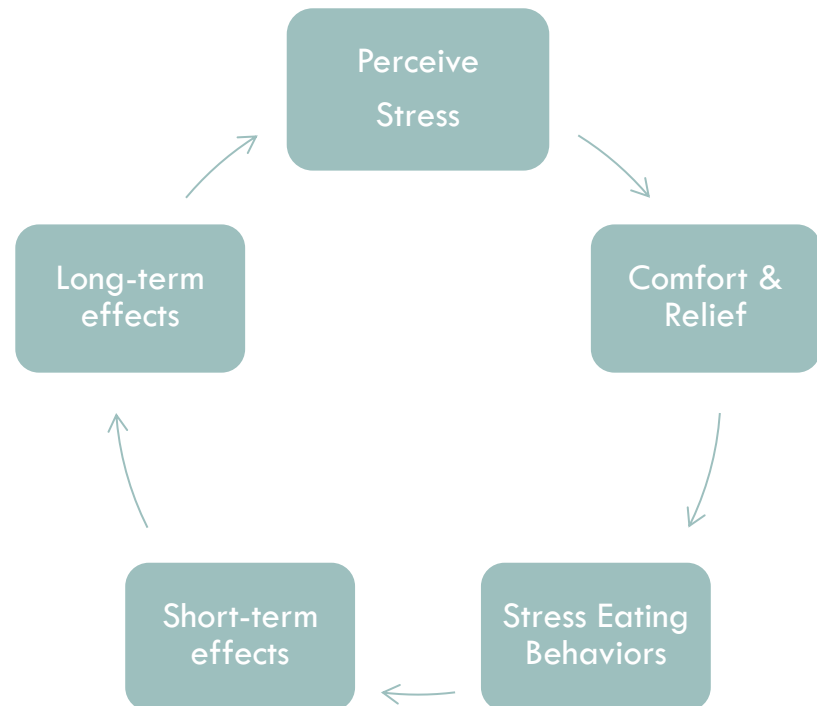 Perceive
Stress
Comfort &
Relief
Stress Eating
Behaviors
Short-term
effects
Long-term
effects